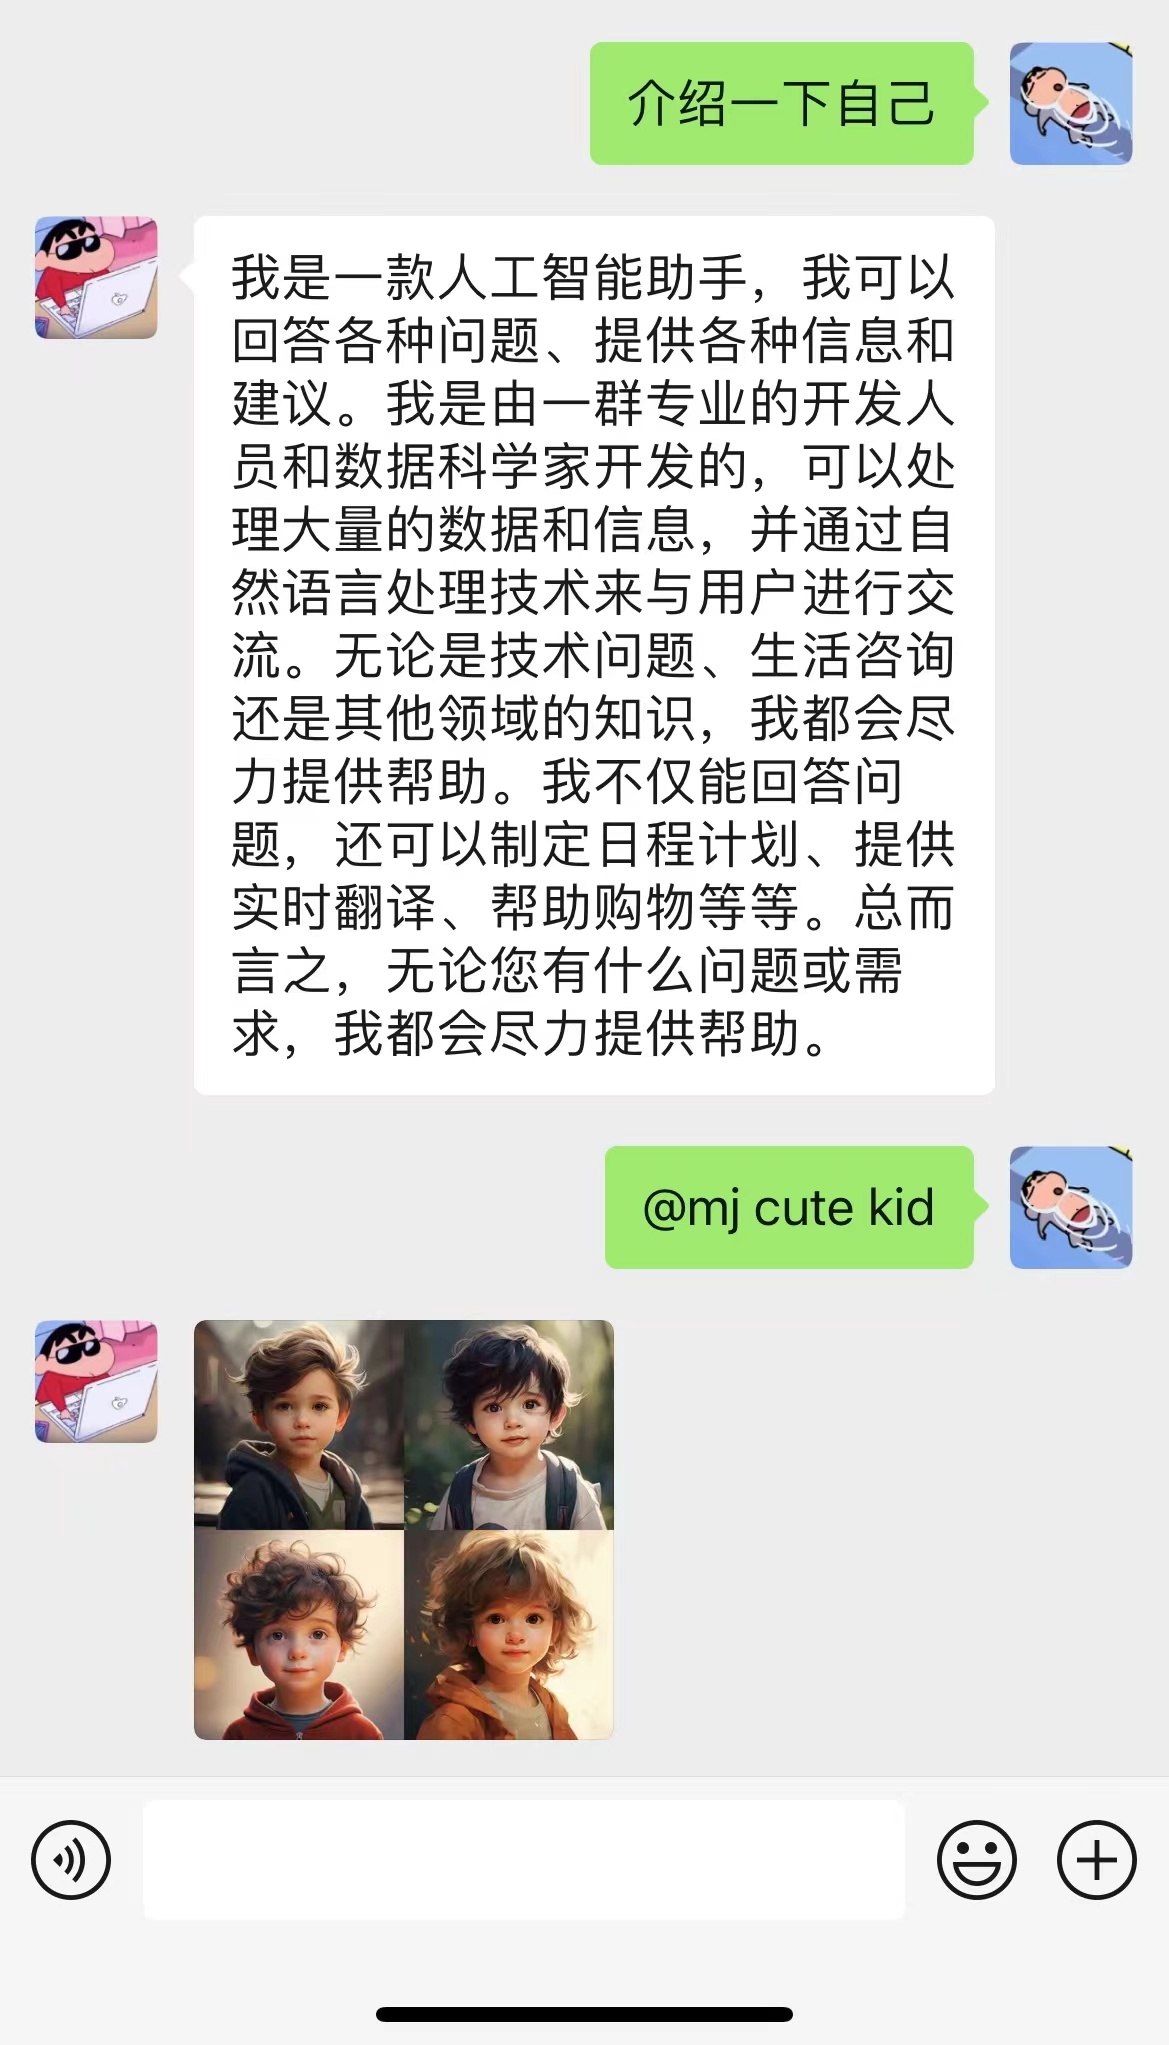 介绍一下自己
我是一款人工智能助手，我可以
回答各种问题、提供各种信息和
建议。我是由一群专业的开发人
员和数据科学家开发的，可以处
理大量的数据和信息，并通过自
然语言处理技术来与用户进行交
流。无论是技术问题、生活咨询
还是其他领域的知识，我都会尽
力提供帮助。我不仅能回答问
题，还可以制定日程计划、提供
实时翻译、帮助购物等等。总而
言之，无论您有什么问题或需
求，我都会尽力提供帮助。
@mj cute kid